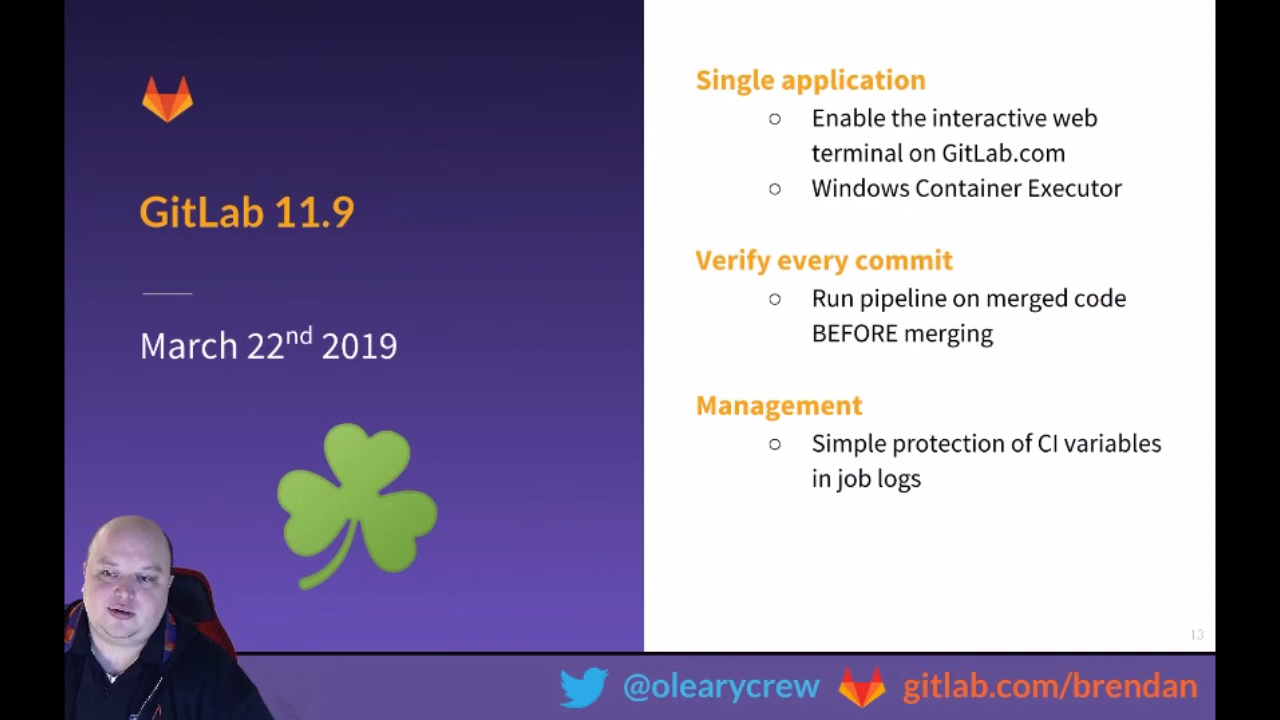 GitLab 11.9
March 22nd 2019
Single application
Enable the interactive web
terminal on GitLab.com
Windows Container Executor
Verify every commit
Run pipeline on merged code
BEFORE merging
Management
Simple protection of CI variables
in job logs
13
@olearycrew
gitlab.com/brendan